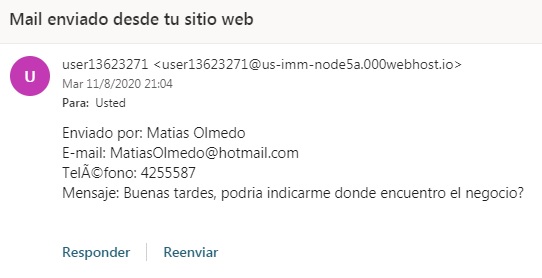 Mail enviado desde tu sitio web
U
user13623271 <user13623271@us-imm-node5a.000webhost.io>
Mar 11/8/2020 21:04
Para: Usted
Enviado por: Matias Olmedo
E-mail: MatiasOlmedo@hotmail.com
TelÃ©fono: 4255587
Mensaje: Buenas tardes, podria indicarme donde encuentro el negocio?
Responder Reenviar